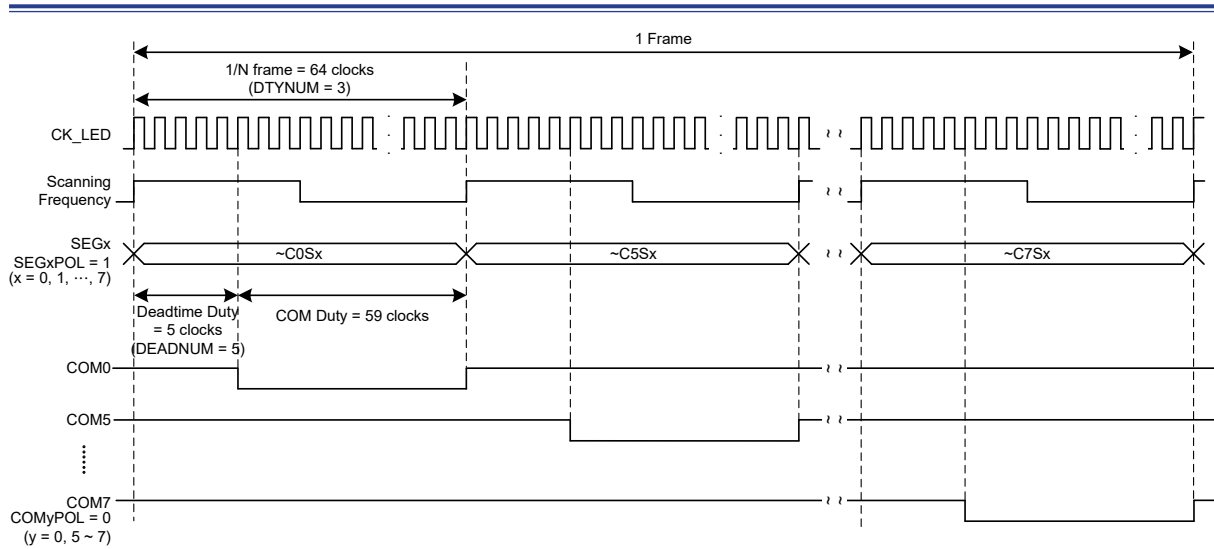 1 Frame
1/N frame = 64 clocks
(DTYNUM = 3)
CK_LED
Scanning
Frequency
SEGx
SEGxPOL = 1
(x = 0, 1, ⋯, 7)
~C0Sx
~C5Sx
~C7Sx
Deadtime Duty
= 5 clocks
(DEADNUM = 5)
COM Duty = 59 clocks
COM0
COM5
COM7
COMyPOL = 0
(y = 0, 5 ~ 7)